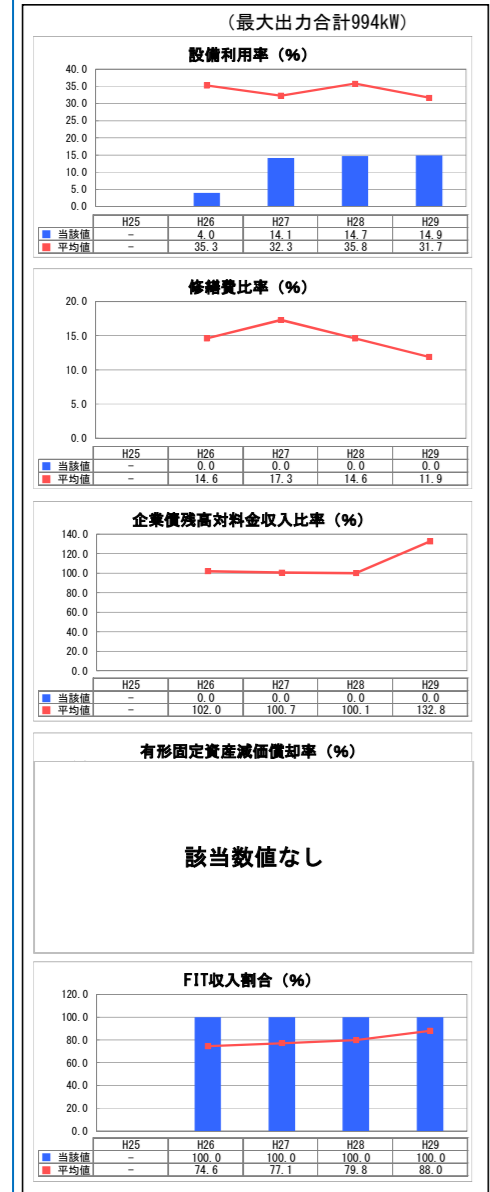 （最大出力合計994kW）
設備利用率（%）
40.0
35.0
30.0
25.0
20.0
15.0
10.0
5.0
0.0
H25 H26 H27 H28 H29
当該値 - 4.0 14.1 14.7 14.9
平均値 - 35.3 32.3 35.8 31.7
修繕費比率（%）
20.0
15.0
10.0
5.0
0.0
H25 H26 H27 H28 H29
当該値 - 0.0 0.0 0.0 0.0
平均値 - 14.6 17.3 14.6 11.9
企業債残高対料金収入比率（%）
140.0
120.0
100.0
80.0
60.0
40.0
20.0
0.0
H25 H26 H27 H28 H29
当該値 - 0.0 0.0 0.0 0.0
平均値 - 102.0 100.7 100.1 132.8
有形固定資産減価償却率（%）
該当数値なし
FIT収入割合（%）
120.0
100.0
80.0
60.0
40.0
20.0
0.0
H25 H26 H27 H28 H29
当該値 - 100.0 100.0 100.0 100.0
平均値 - 74.6 77.1 79.8 88.0